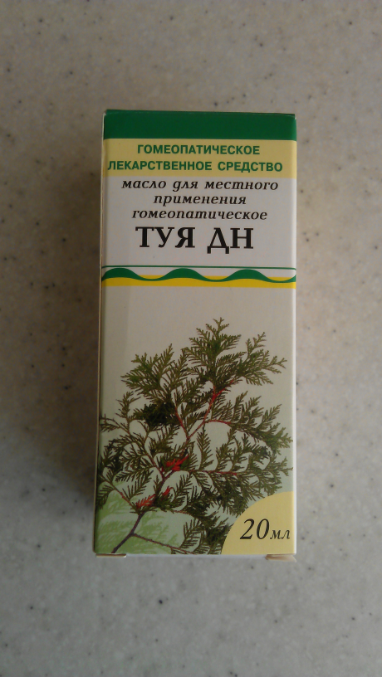 ГОМЕОПАТИЧЕСКОЕ
ЛЕКАРСТВЕННОЕ СРЕДСТВО
масло для местного
применения
гомеопатическое
ТУЯ ДН
20мл